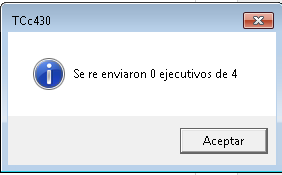 TCc430
Se re enviaron 0 ejecutivos de 4
Aceptar